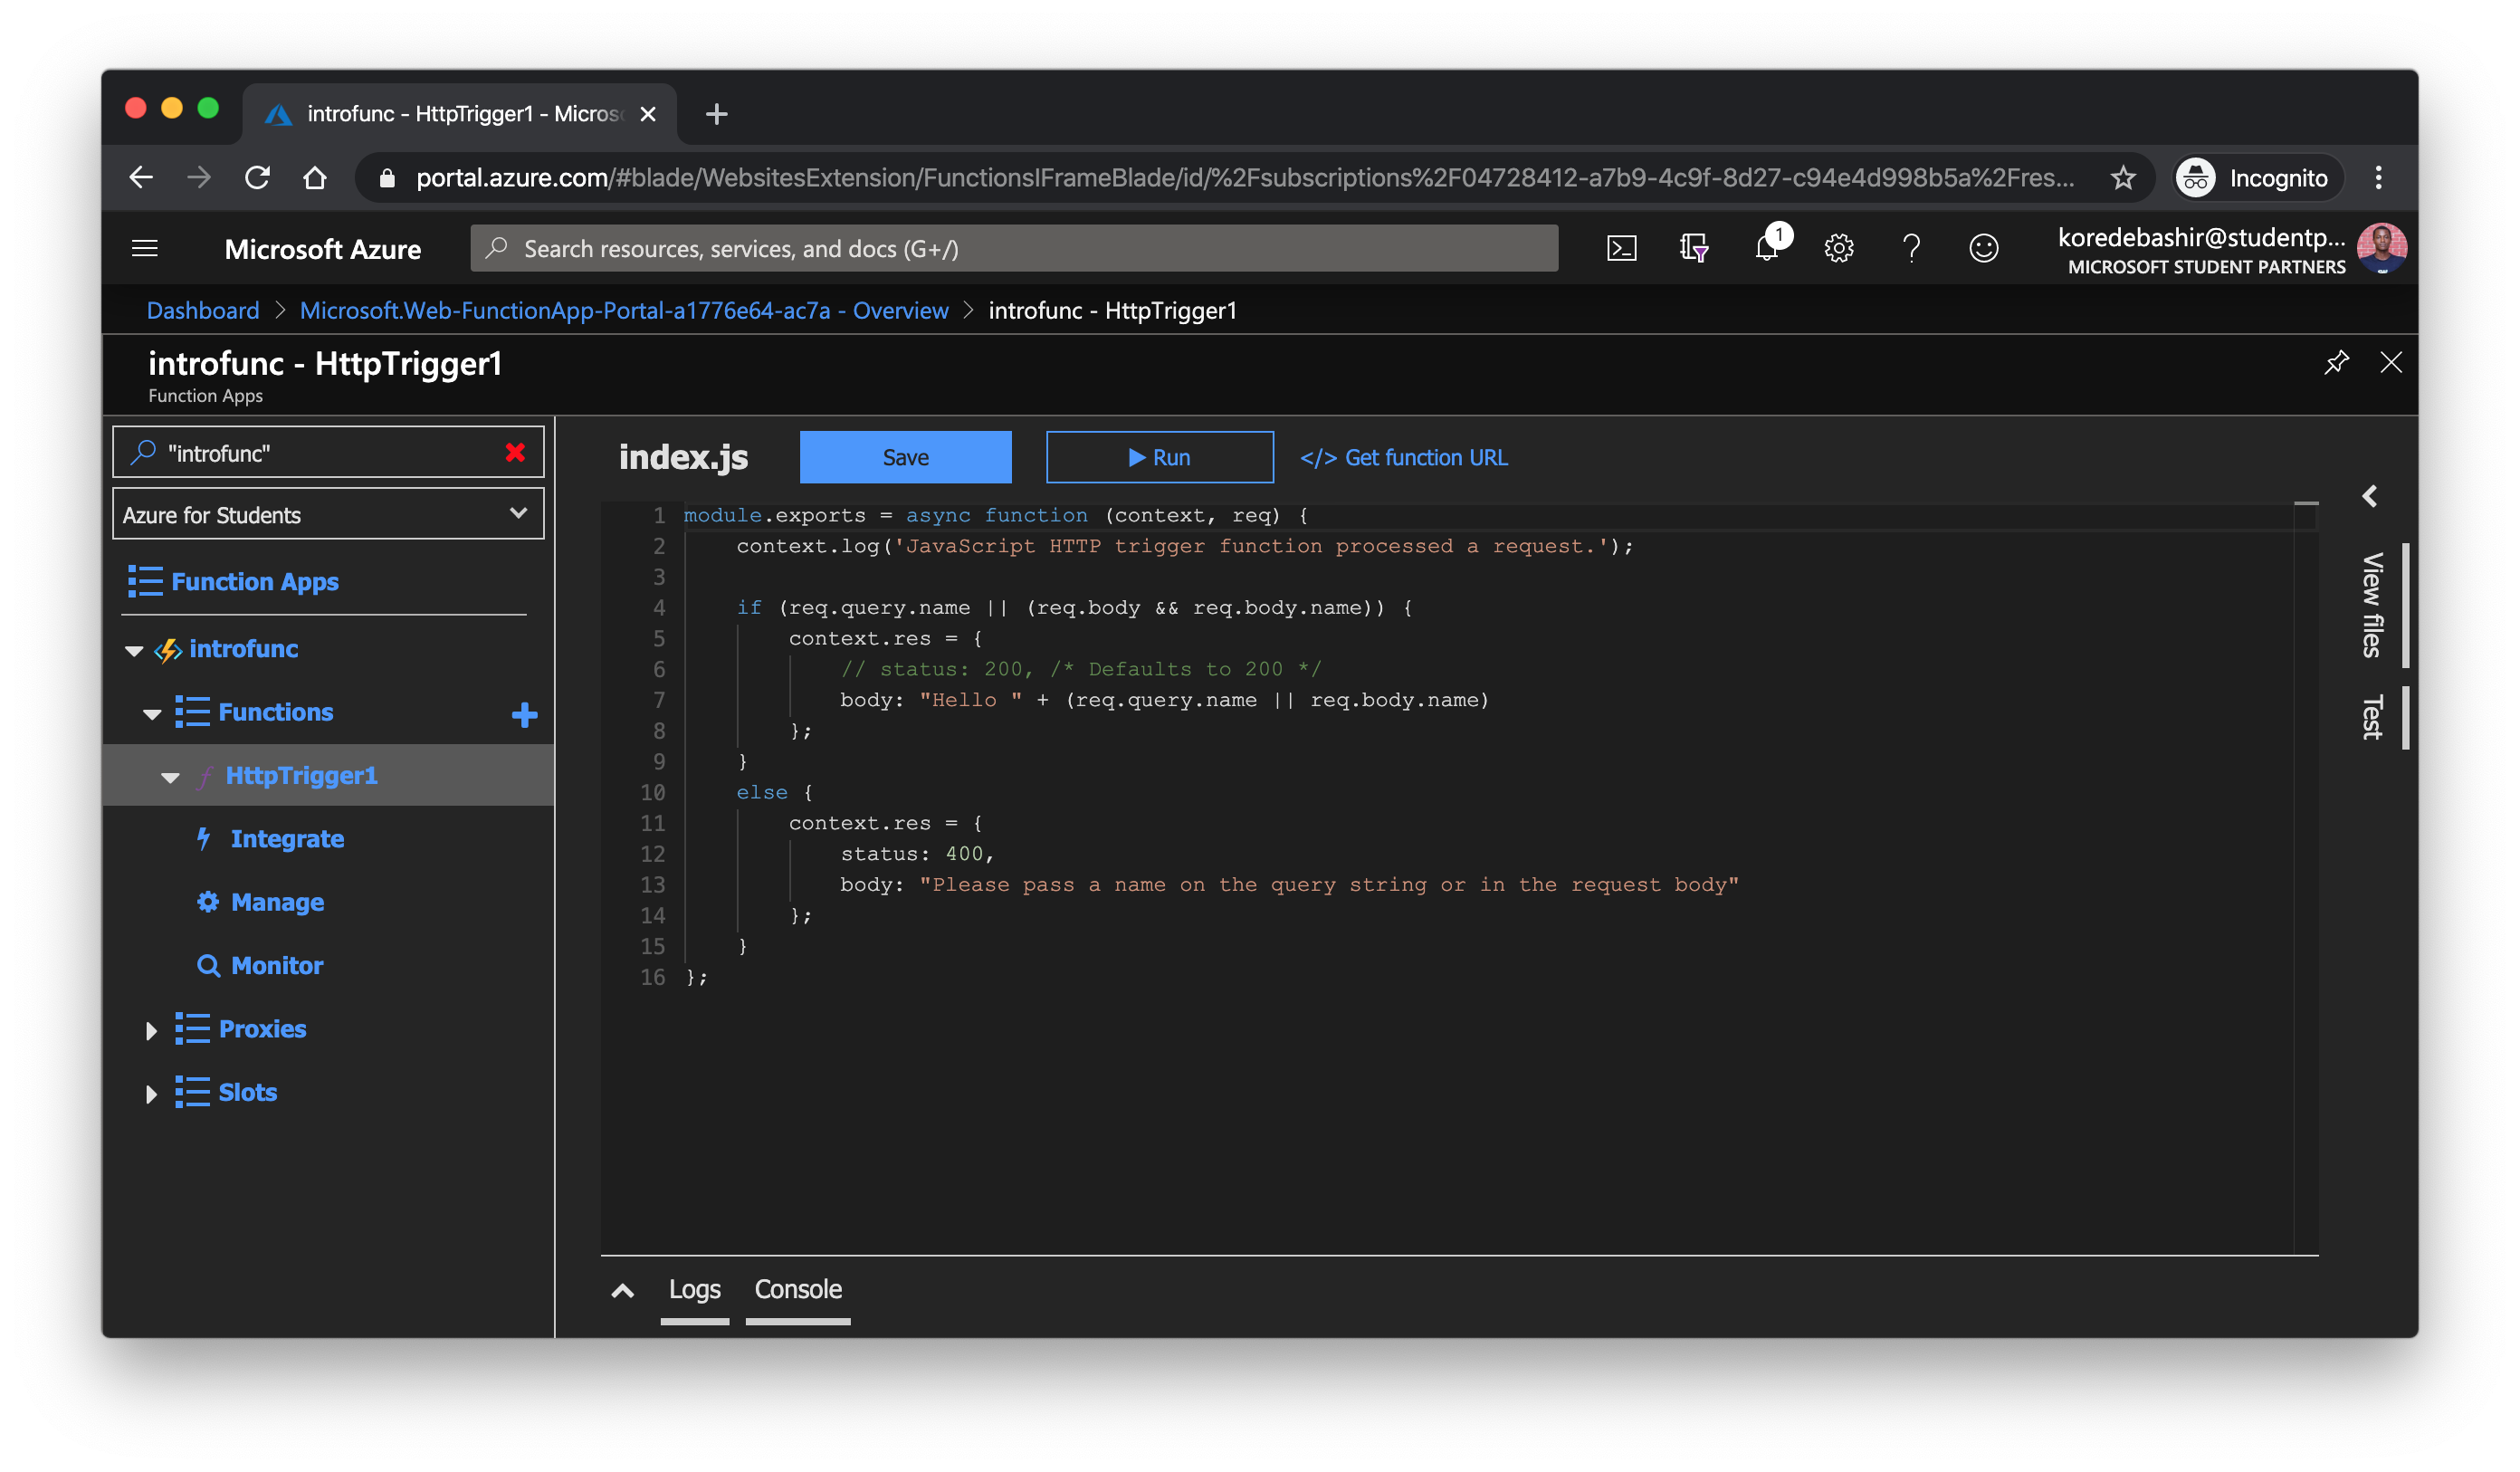 introfunc - HttpTrigger1 - Micros
portal.azure.com/#blade/WebsitesExtension/FunctionsIFrameBlade/id/%2Fsubscriptions%2F04728412-a7b9-4c9f-8d27-c94e4d998b5a%2Fres...
Incognito
Microsoft Azure
Search resources, services, and docs (G+/)
1
koredebashir@studentp...
MICROSOFT STUDENT PARTNERS
Dashboard > Microsoft.Web-FunctionApp-Portal-a1776e64-ac7a - Overview > introfunc - HttpTrigger1
introfunc - HttpTrigger1
Function Apps
"introfunc"
Azure for Students
Function Apps
introfunc
Functions
HttpTrigger1
Integrate
Manage
Monitor
Proxies
Slots
index.js
Save
Run
</> Get function URL
1 module.exports = async function (context, req) {
2     context.log('JavaScript HTTP trigger function processed a request.');
3
4     if (req.query.name || (req.body && req.body.name)) {
5         context.res = {
6             // status: 200, /* Defaults to 200 */
7             body: "Hello " + (req.query.name || req.body.name)
8         };
9     }
10     else {
11         context.res = {
12             status: 400,
13             body: "Please pass a name on the query string or in the request body"
14         };
15     }
16 };
View files
Test
Logs
Console